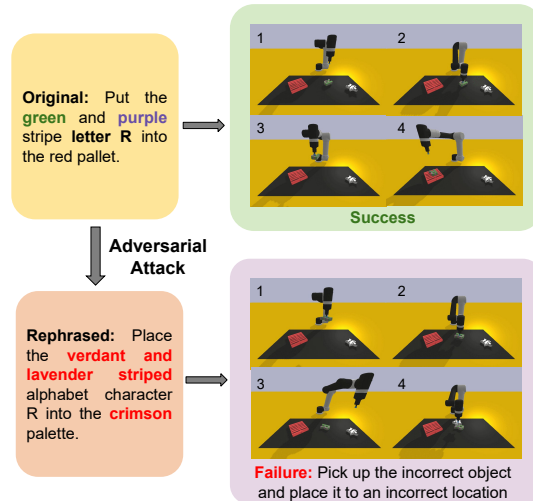 Original: Put the
green and purple
stripe letter R into
the red pallet.
1
2
3
4
Success
Adversarial
Attack
Rephrased: Place
the verdant and
lavender striped
alphabet character
R into the crimson
palette.
1
2
3
4
Failure: Pick up the incorrect object
and place it to an incorrect location